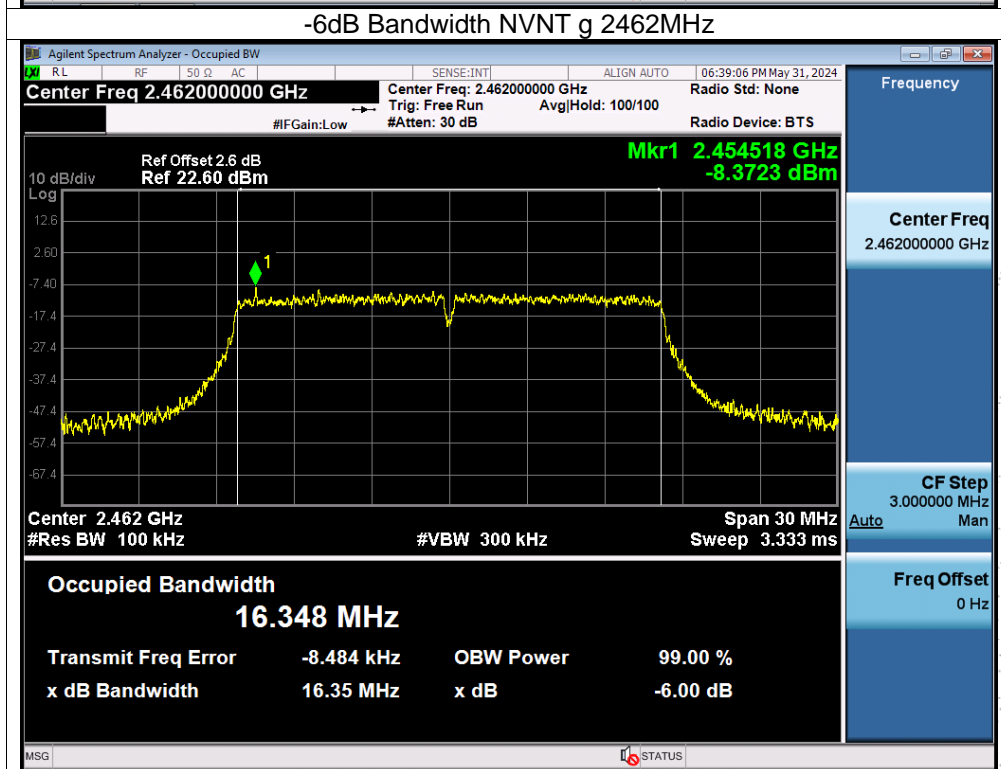 -6dB Bandwidth NVNT g 2462MHz
Agilent Spectrum Analyzer - Occupied BW
LXI RL RF 50 Ω AC SENSE:INT ALIGN AUTO 06:39:06 PM May 31, 2024
Center Freq 2.462000000 GHz
Center Freq: 2.462000000 GHz
Radio Std: None
Trig: Free Run Avg|Hold: 100/100
#IFGain:Low
#Atten: 30 dB
Radio Device: BTS
Mkr1 2.454518 GHz
-8.3723 dBm
Ref Offset 2.6 dB
10 dB/div Ref 22.60 dBm
Log
12.6
2.60
-7.40
-17.4
-27.4
-37.4
-47.4
-57.4
-67.4
1
Center 2.462 GHz Span 30 MHz
#Res BW 100 kHz #VBW 300 kHz Sweep 3.333 ms
Occupied Bandwidth
16.348 MHz
Transmit Freq Error -8.484 kHz OBW Power 99.00 %
x dB Bandwidth 16.35 MHz x dB -6.00 dB
MSG STATUS
Frequency
Center Freq
2.462000000 GHz
CF Step
3.000000 MHz
Auto Man
Freq Offset
0 Hz